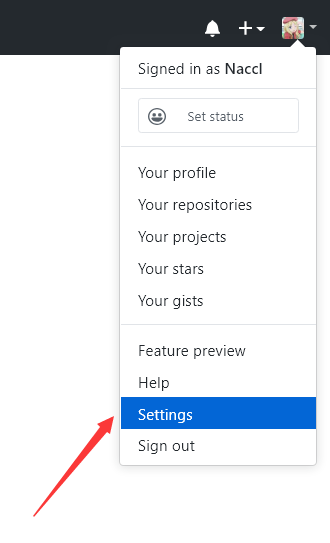 Signed in as Naccl
Set status
Your profile
Your repositories
Your projects
Your stars
Your gists
Feature preview
Help
Settings
Sign out